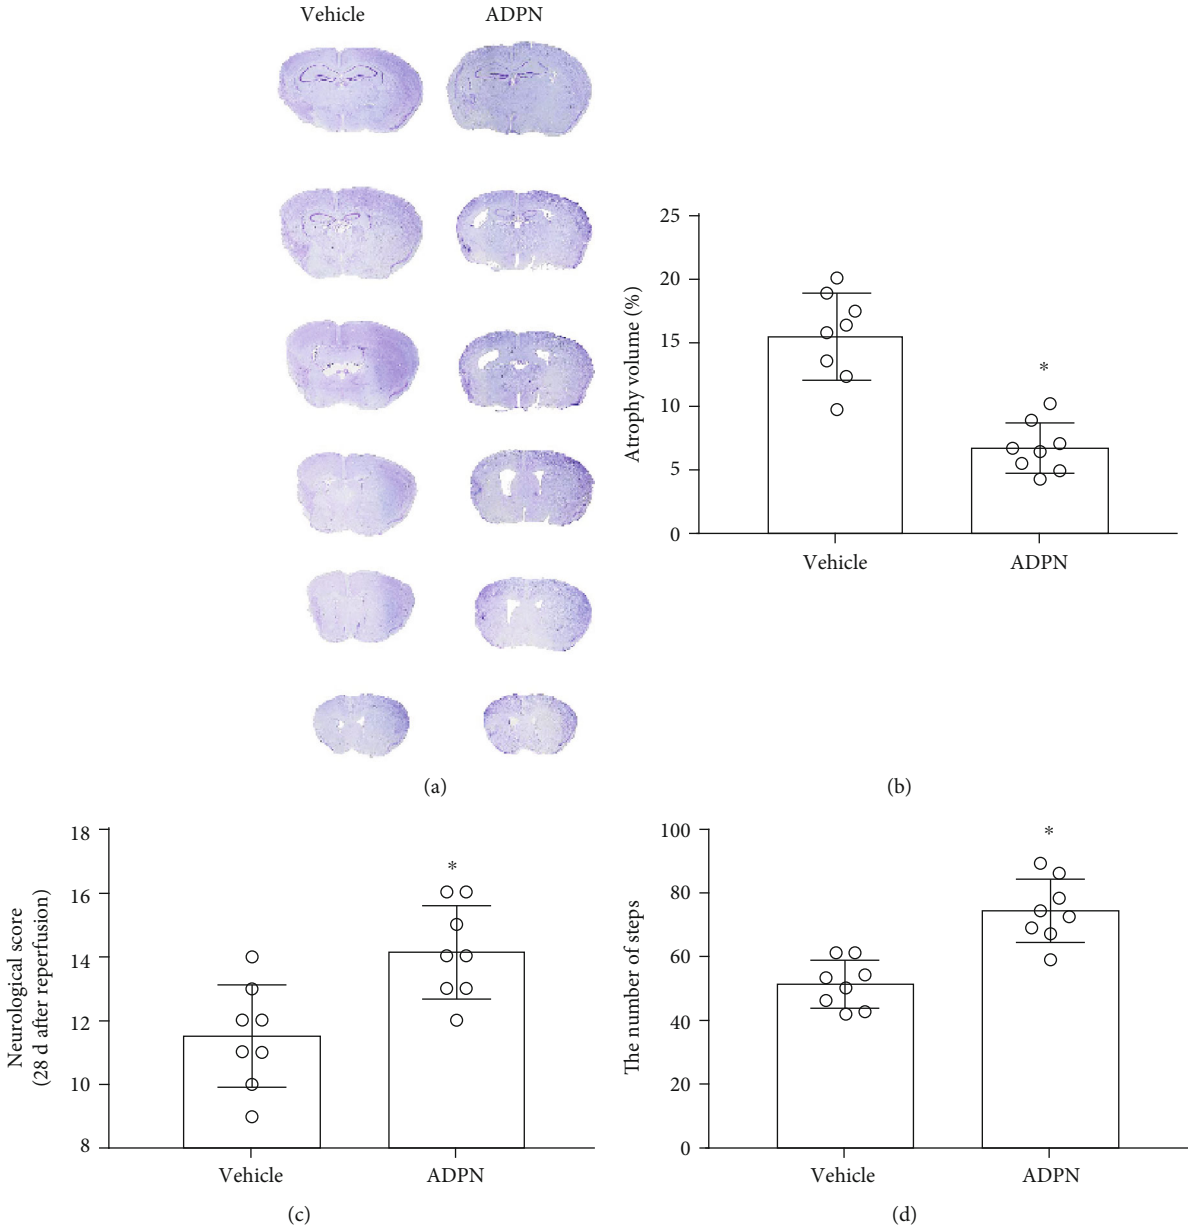 Vehicle ADPN
25
20
15
10
5
0
Atrophy volume (%)
*
Vehicle ADPN
(a)
(b)
18
16
14
12
10
8
Neurological score
(28 d after reperfusion)
*
Vehicle ADPN
(c)
100
80
60
40
20
0
The number of steps
*
Vehicle ADPN
(d)